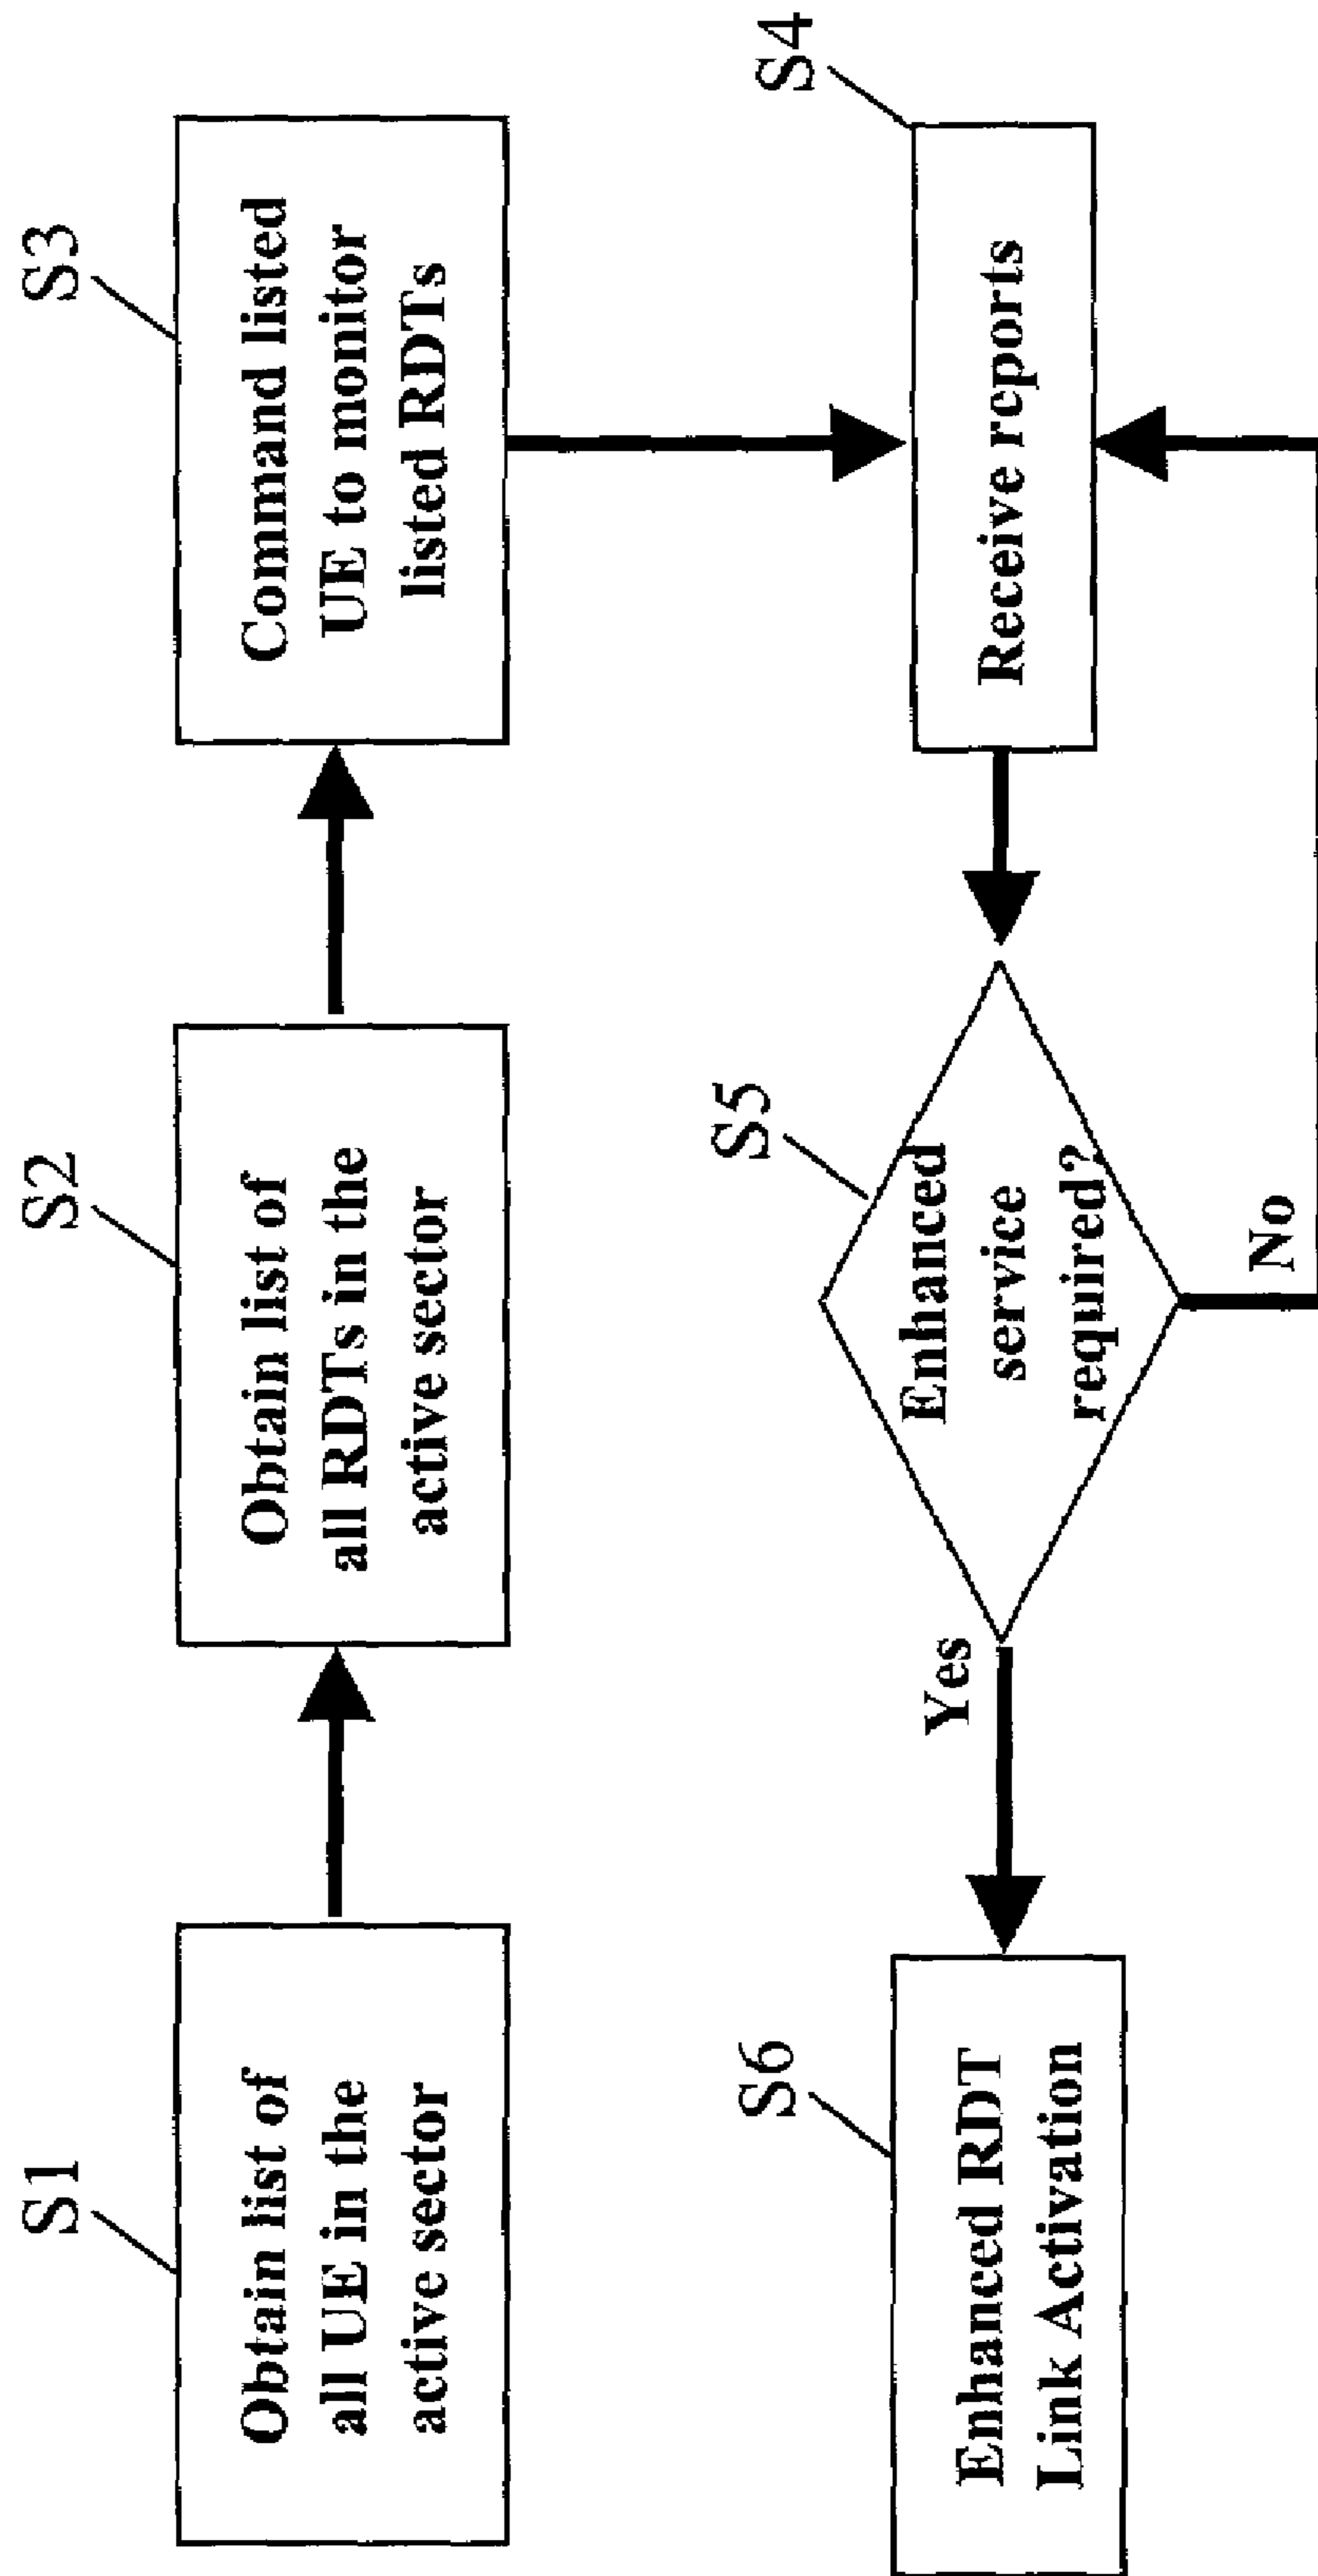 S1
Obtain list of
all UE in the
active sector
S2
Obtain list of
all RDTs in the
active sector
S3
Command listed
UE to monitor
listed RDTs
S4
Receive reports
S5
Enhanced
service
required?
No
Yes
S6
Enhanced RDT
Link Activation